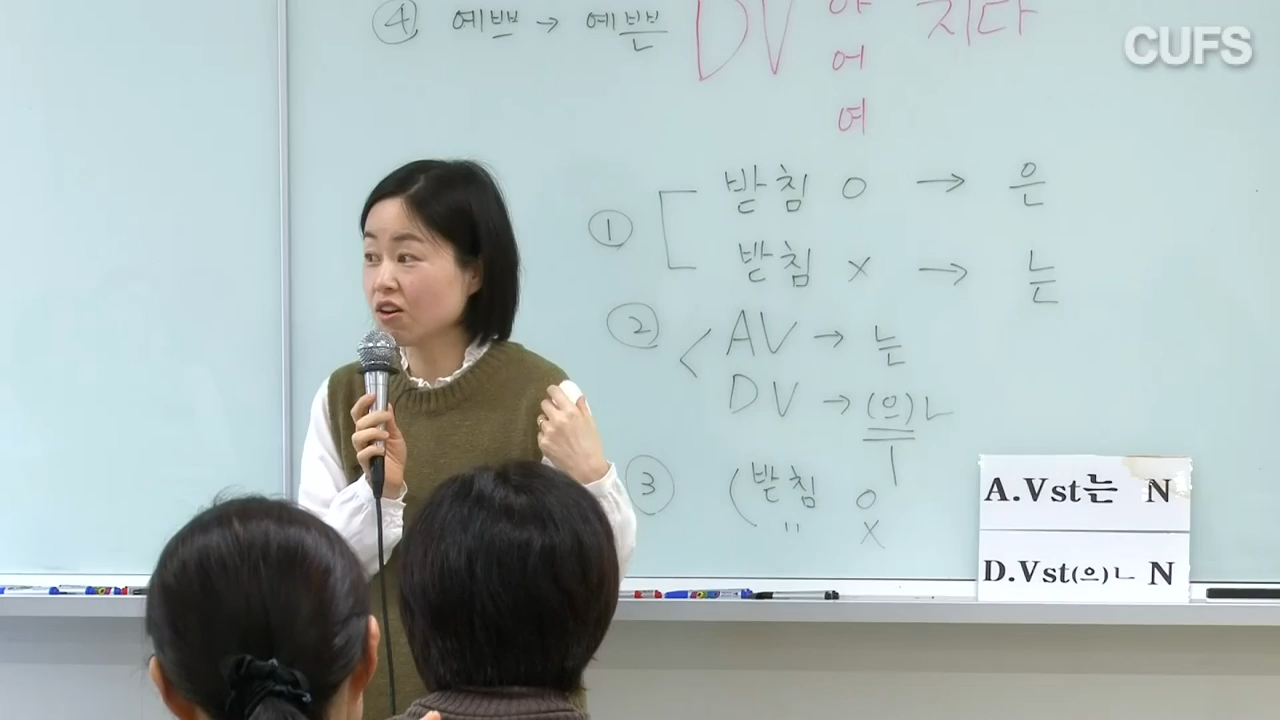 ④ 예쁘 → 예쁜
DV 아 지다
어
여
CUFS
① 받침 ○ → 은
받침 × → 는
② AV → 는
DV → (으)ㄴ
③ 받침 ○
" ×
A.Vst는 N
D.Vst(으)ㄴ N